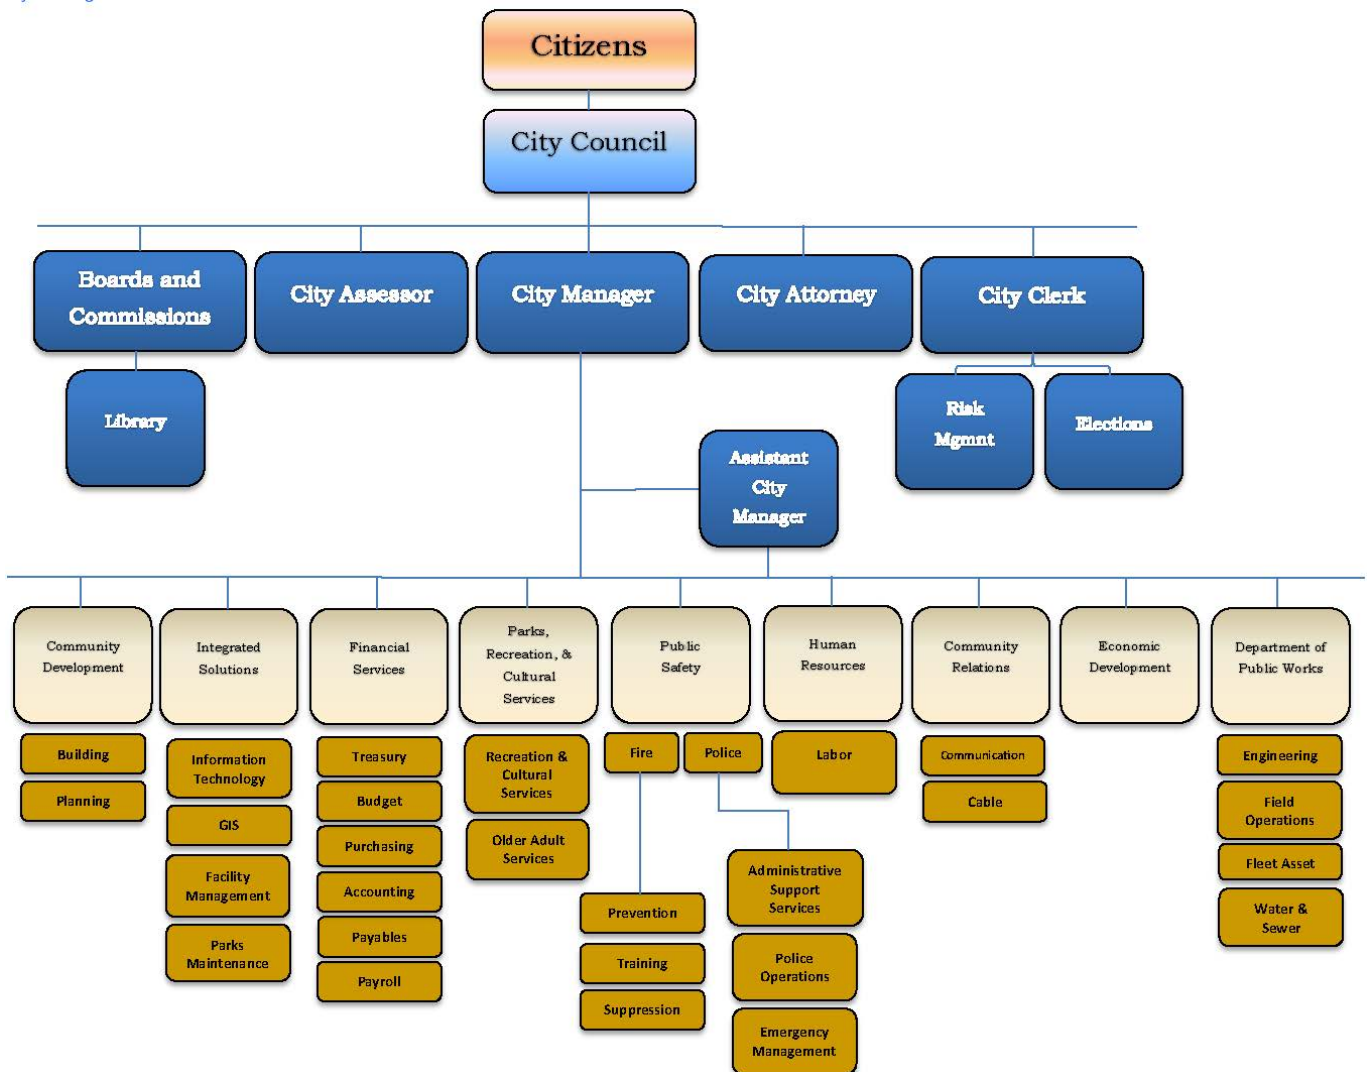 Citizens
City Council
Boards and
Commissions
City Assessor
City Manager
City Attorney
City Clerk
Library
Risk
Mgmnt
Elections
Assistant
City
Manager
Community
Development
Integrated
Solutions
Financial
Services
Parks,
Recreation, &
Cultural
Services
Public
Safety
Human
Resources
Community
Relations
Economic
Development
Department of
Public Works
Building
Planning
Information
Technology
GIS
Facility
Management
Parks
Maintenance
Treasury
Budget
Purchasing
Accounting
Payables
Payroll
Recreation &
Cultural
Services
Older Adult
Services
Fire
Police
Prevention
Training
Suppression
Administrative
Support
Services
Police
Operations
Emergency
Management
Labor
Communication
Cable
Engineering
Field
Operations
Fleet Asset
Water &
Sewer